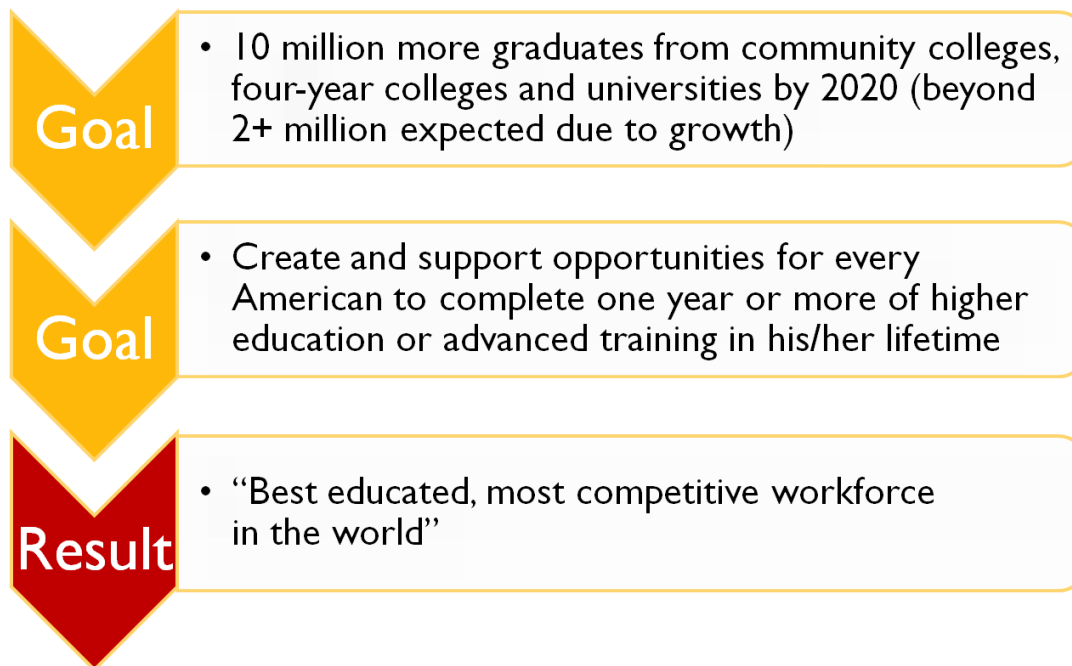 Goal
• 10 million more graduates from community colleges,
four-year colleges and universities by 2020 (beyond
2+ million expected due to growth)
Goal
• Create and support opportunities for every
American to complete one year or more of higher
education or advanced training in his/her lifetime
Result
• “Best educated, most competitive workforce
in the world”